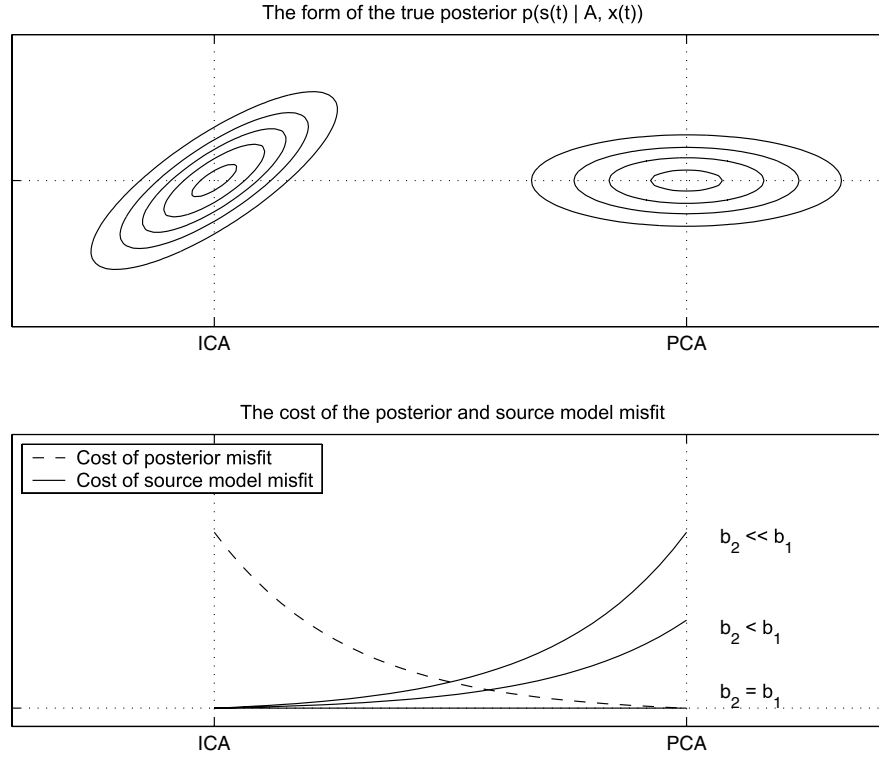 The form of the true posterior p(s(t) | A, x(t))
ICA
PCA
The cost of the posterior and source model misfit
Cost of posterior misfit
Cost of source model misfit
b2 << b1
b2 < b1
b2 = b1
ICA
PCA